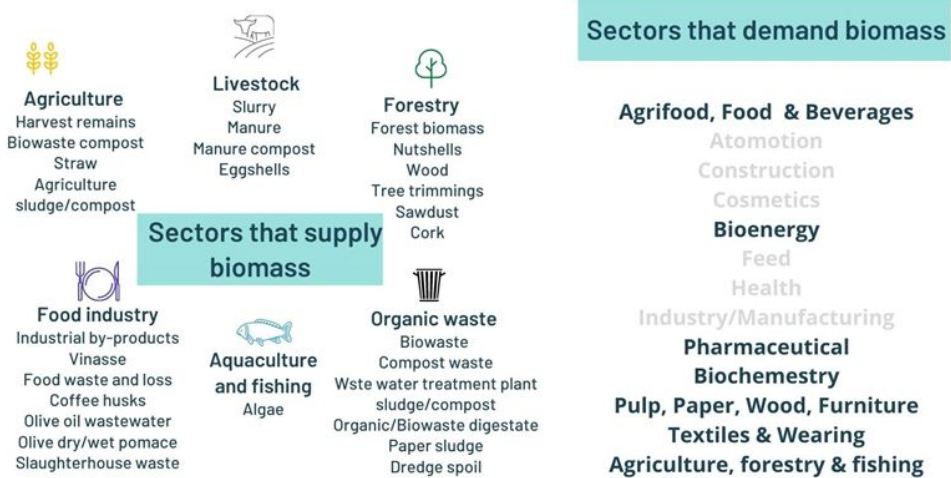 Agriculture
Harvest remains
Biowaste compost
Straw
Agriculture
sludge/compost
Livestock
Slurry
Manure
Manure compost
Eggshells
Forestry
Forest biomass
Nutshells
Wood
Tree trimmings
Sawdust
Cork
Sectors that supply
biomass
Food industry
Industrial by-products
Vinasse
Food waste and loss
Coffee husks
Olive oil wastewater
Olive dry/wet pomace
Slaughterhouse waste
Aquaculture
and fishing
Algae
Organic waste
Biowaste
Compost waste
Wste water treatment plant
sludge/compost
Organic/Biowaste digestate
Paper sludge
Dredge spoil
Sectors that demand biomass
Agrifood, Food & Beverages
Atomotion
Construction
Cosmetics
Bioenergy
Feed
Health
Industry/Manufacturing
Pharmaceutical
Biochemestry
Pulp, Paper, Wood, Furniture
Textiles & Wearing
Agriculture, forestry & fishing